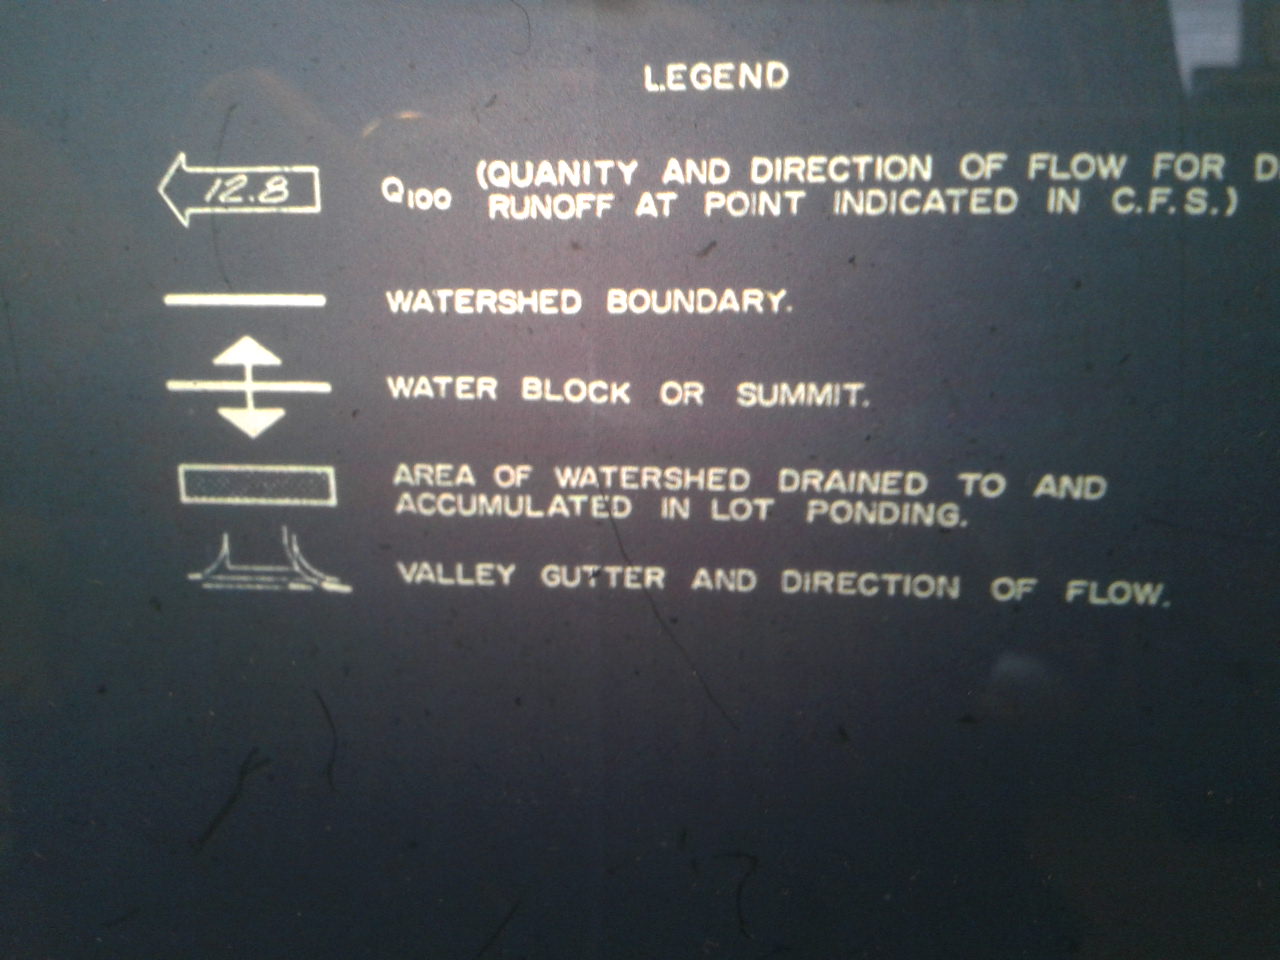 LEGEND
12.8
Q100 (QUANITY AND DIRECTION OF FLOW FOR
RUNOFF AT POINT INDICATED IN C.F.S.)
WATERSHED BOUNDARY.
WATER BLOCK OR SUMMIT.
AREA OF WATERSHED DRAINED TO AND
ACCUMULATED IN LOT PONDING.
VALLEY GUTTER AND DIRECTION OF FLOW.